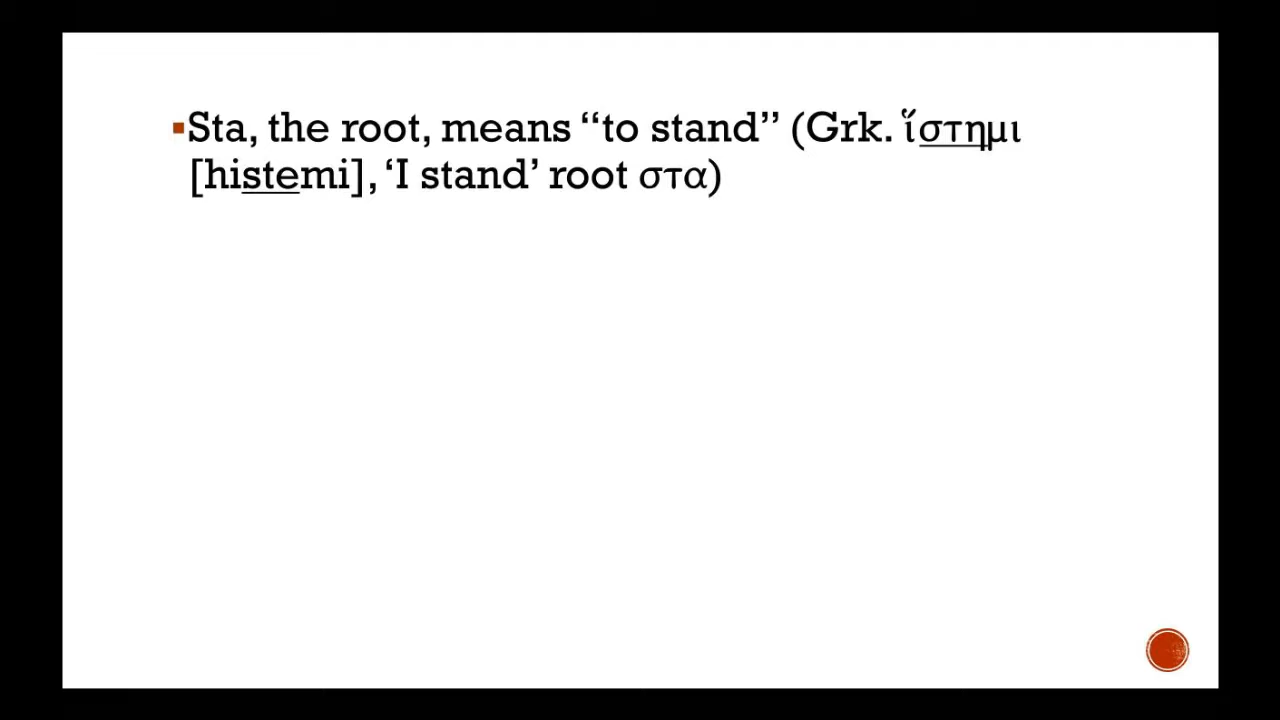 ▪Sta, the root, means “to stand” (Grk. ἵστημι
[histemi], ‘I stand’ root στα)